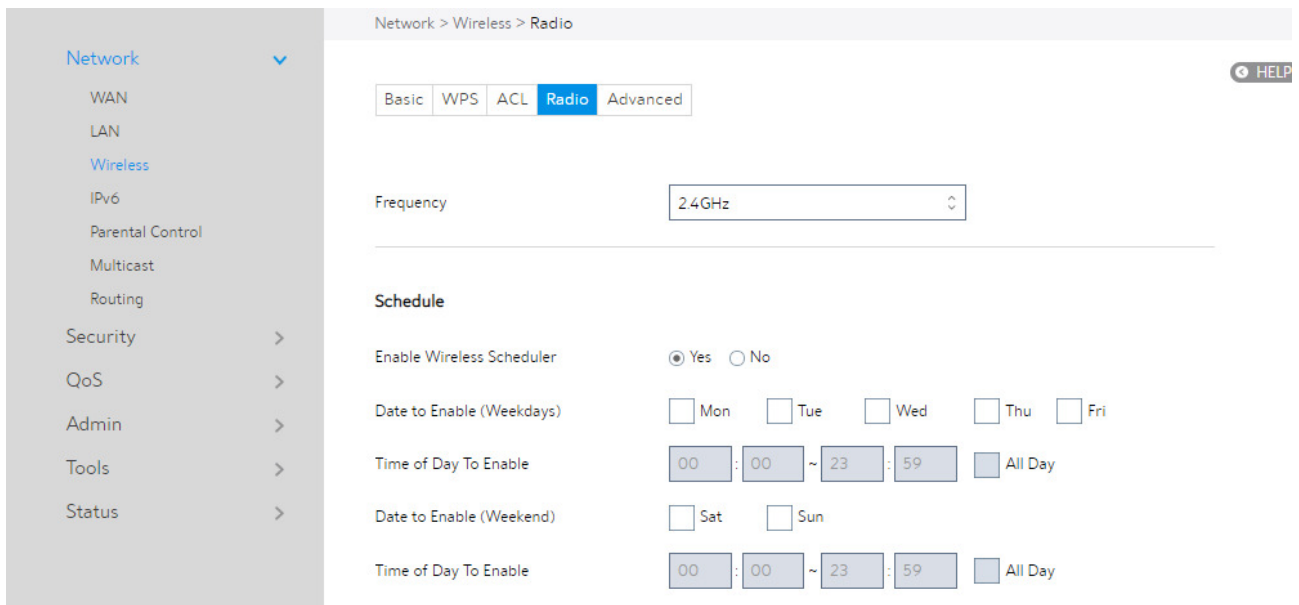 Network > Wireless > Radio
Network
WAN
LAN
Wireless
IPv6
Parental Control
Multicast
Routing
Security
QoS
Admin
Tools
Status
HELP
Basic WPS ACL Radio Advanced
Frequency 2.4GHz
Schedule
Enable Wireless Scheduler Yes No
Date to Enable (Weekdays) Mon Tue Wed Thu Fri
Time of Day To Enable 00 : 00 ~ 23 : 59 All Day
Date to Enable (Weekend) Sat Sun
Time of Day To Enable 00 : 00 ~ 23 : 59 All Day